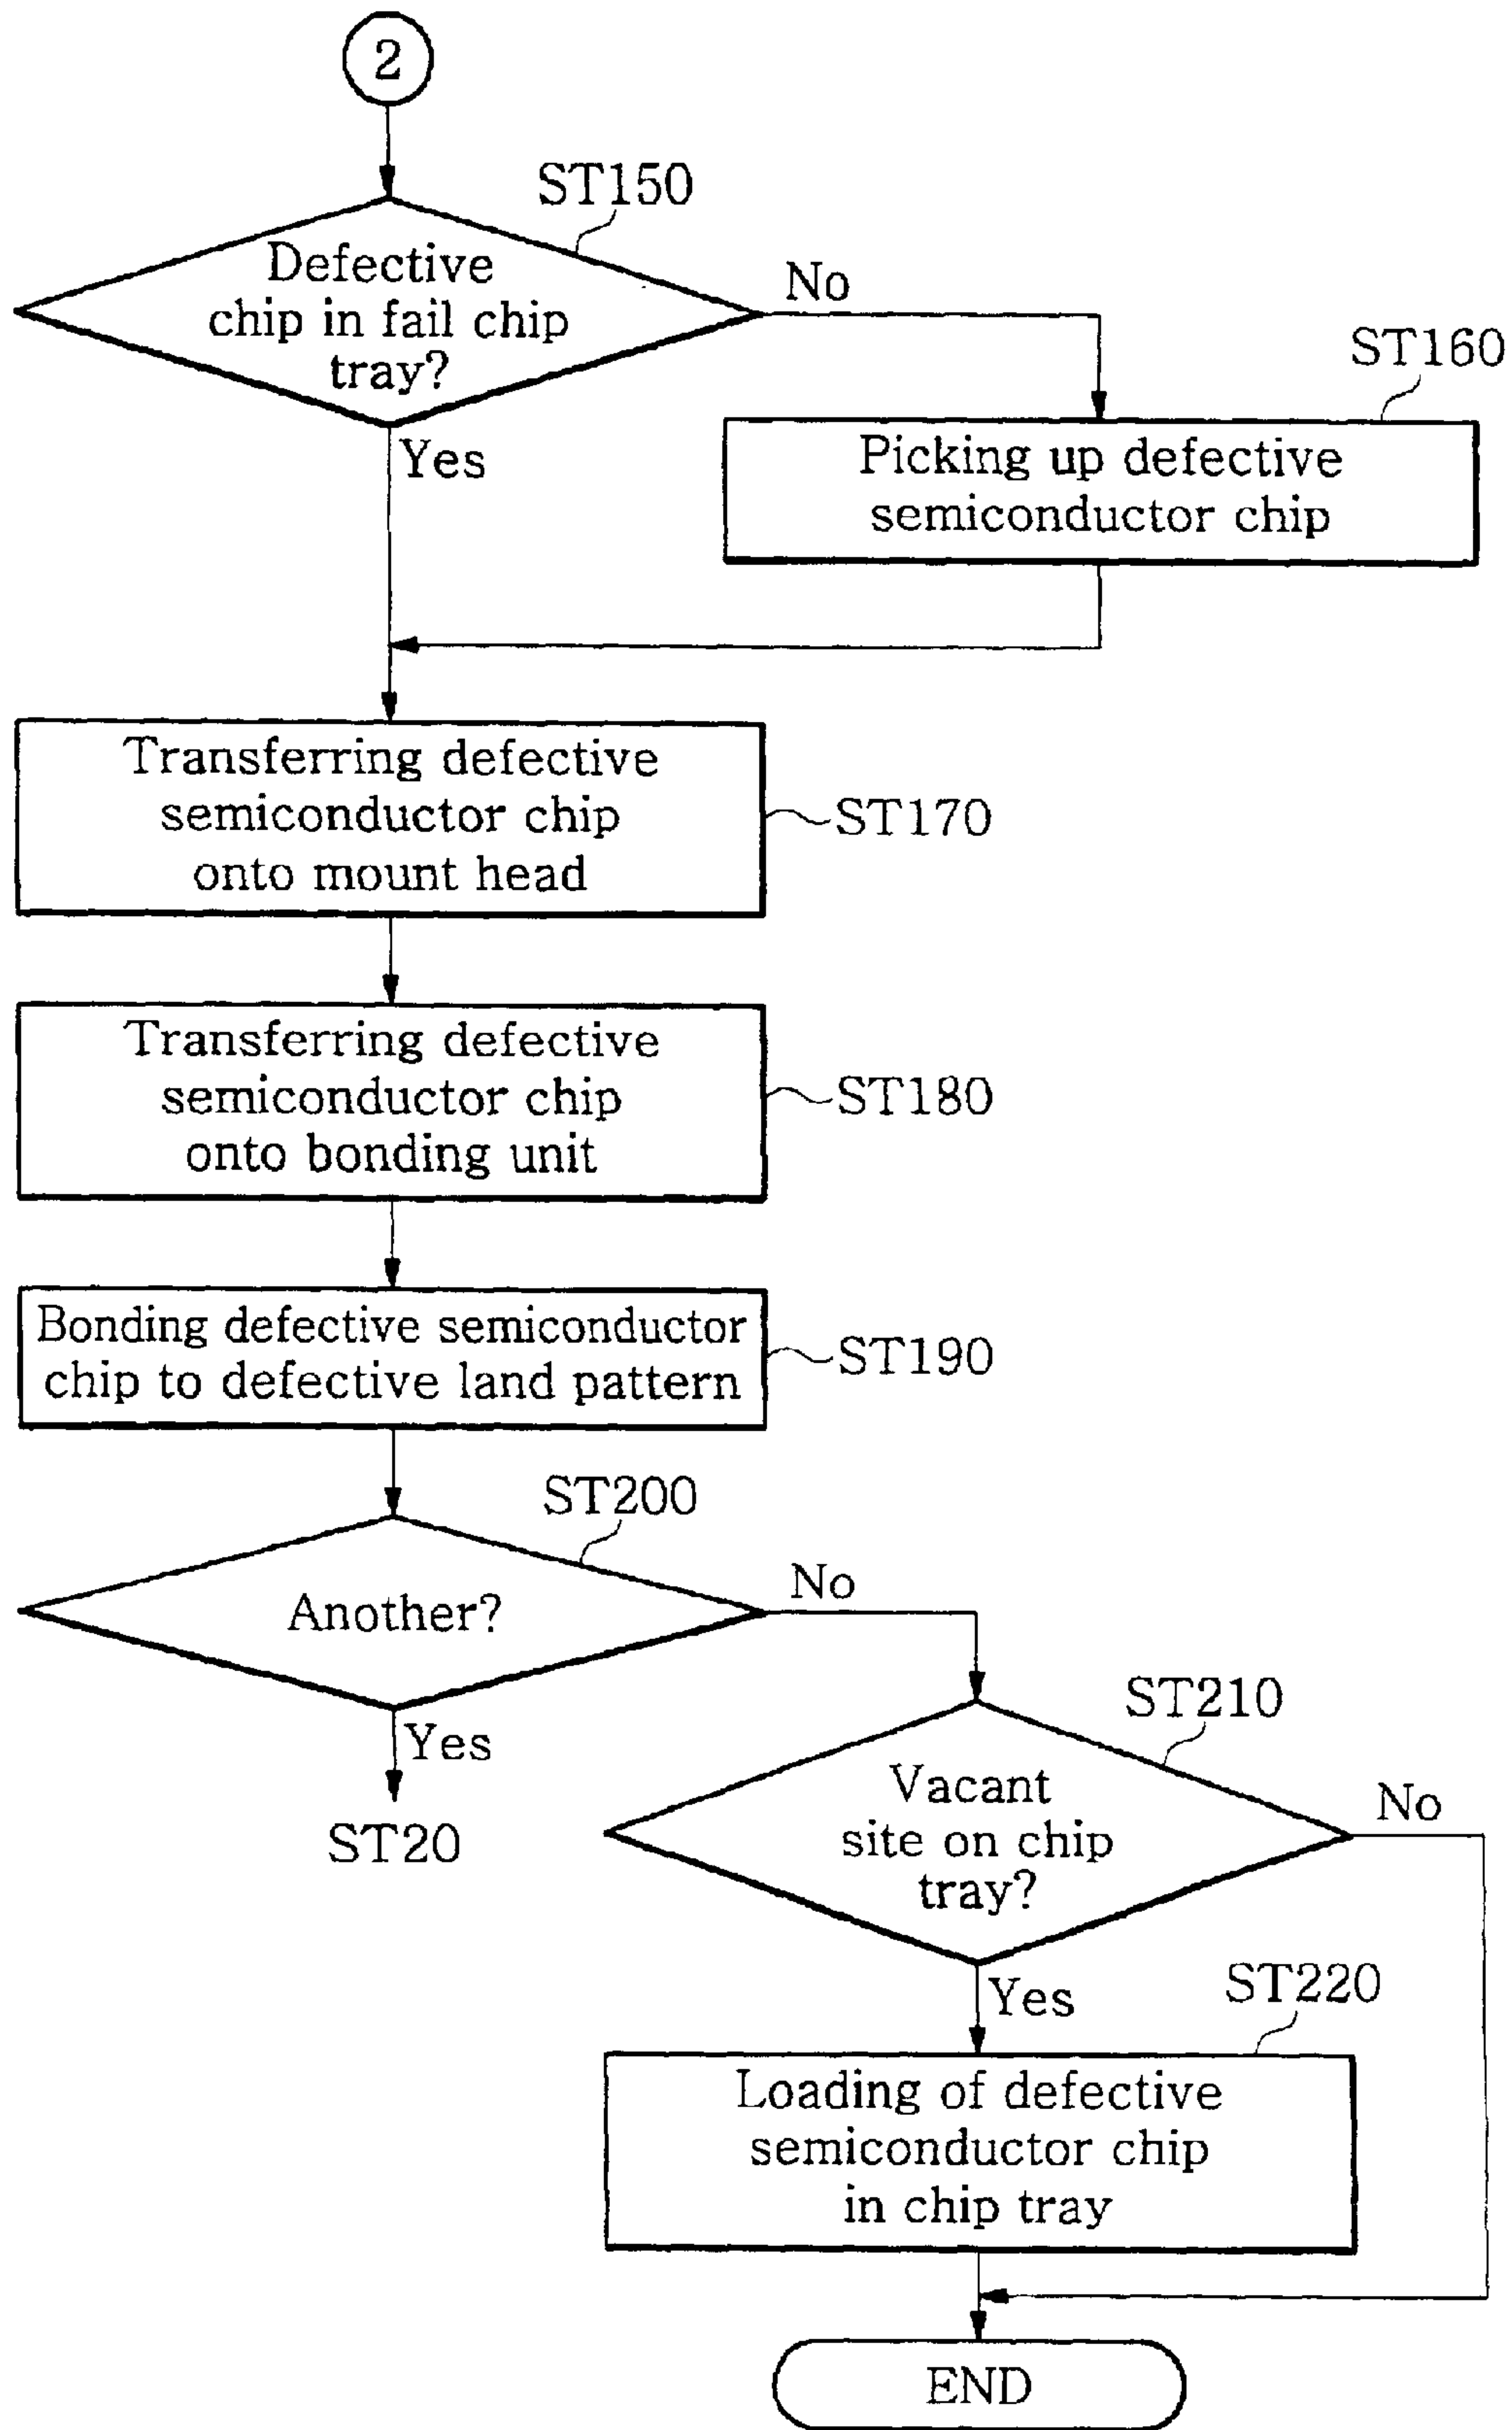 2
ST150
Defective
chip in fail chip
tray?
No
Yes
ST160
Picking up defective
semiconductor chip
Transferring defective
semiconductor chip
onto mount head
ST170
Transferring defective
semiconductor chip
onto bonding unit
ST180
Bonding defective semiconductor
chip to defective land pattern
ST190
ST200
Another?
No
Yes
ST20
ST210
Vacant
site on chip
tray?
No
Yes
ST220
Loading of defective
semiconductor chip
in chip tray
END